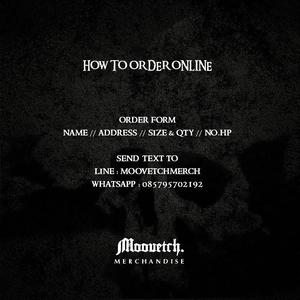 HOW TO ORDER ONLINE
ORDER FORM
NAME // ADDRESS // SIZE & QTY // NO.HP
SEND TEXT TO
LINE : MOOVETCHMERCH
WHATSAPP : 085795702192
Moovetch.
MERCHANDISE